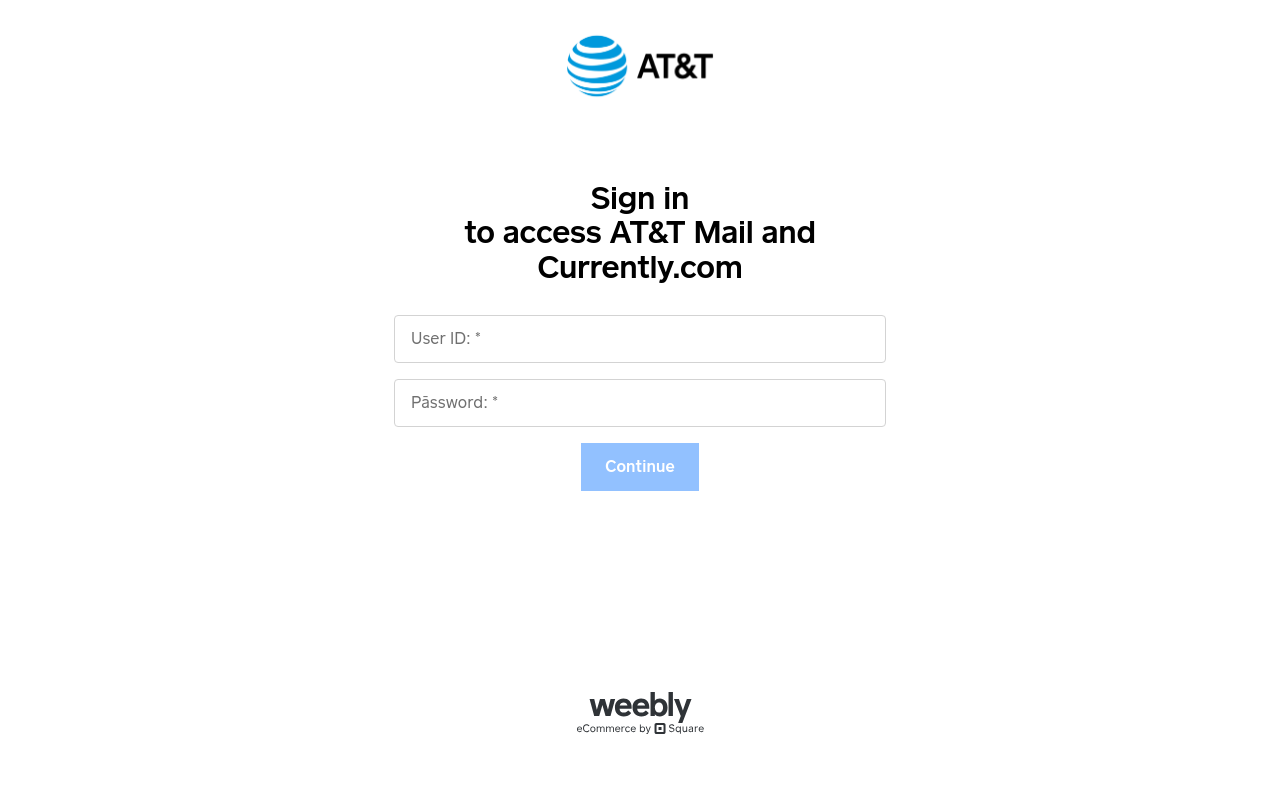 AT&T
Sign in
to access AT&T Mail and
Currently.com
User ID: *
Pāssword: *
Continue
weebly
eCommerce by Square